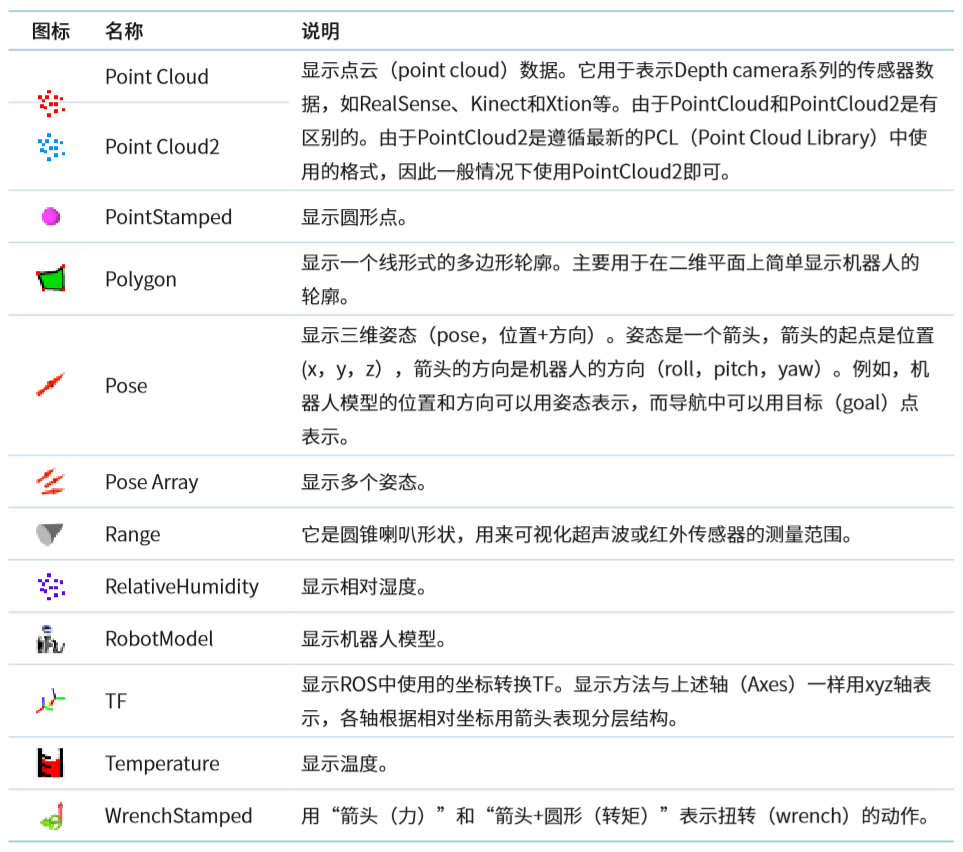 图标 名称 说明
Point Cloud
显示点云（point cloud）数据。它用于表示Depth camera系列的传感器数
据，如RealSense、Kinect和Xtion等。由于PointCloud和PointCloud2是有
Point Cloud2
区别的。由于PointCloud2是遵循最新的PCL（Point Cloud Library）中使
用的格式，因此一般情况下使用PointCloud2即可。
PointStamped 显示圆形点。
Polygon
显示一个线形式的多边形轮廓。主要用于在二维平面上简单显示机器人的
轮廓。
Pose
显示三维姿态（pose，位置+方向）。姿态是一个箭头，箭头的起点是位置
(x，y，z），箭头的方向是机器人的方向（roll，pitch，yaw）。例如，机
器人模型的位置和方向可以用姿态表示，而导航中可以用目标（goal）点
表示。
Pose Array 显示多个姿态。
Range 它是圆锥喇叭形状，用来可视化超声波或红外传感器的测量范围。
RelativeHumidity 显示相对湿度。
RobotModel 显示机器人模型。
TF
显示ROS中使用的坐标转换TF。显示方法与上述轴（Axes）一样用xyz轴表
示，各轴根据相对坐标用箭头表现分层结构。
Temperature 显示温度。
WrenchStamped 用“箭头（力）”和“箭头+圆形（转矩）”表示扭转（wrench）的动作。